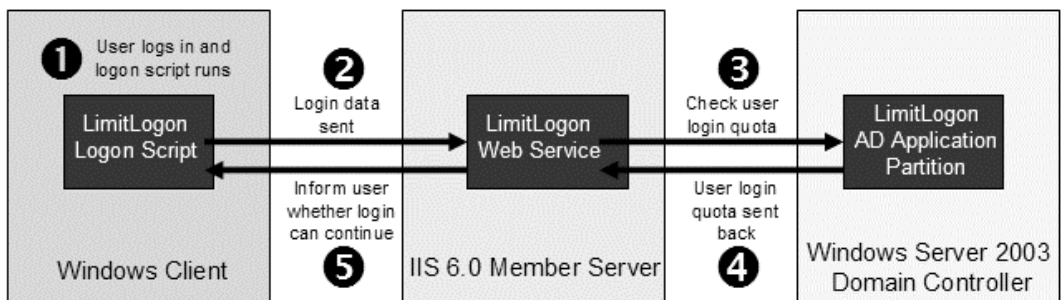 1
User logs in and
logon script runs
LimitLogon
Logon Script
Windows Client
2
Login data
sent
Inform user
whether login
can continue
5
LimitLogon
Web Service
IIS 6.0 Member Server
3
Check user
login quota
User login
quota sent
back
4
LimitLogon
AD Application
Partition
Windows Server 2003
Domain Controller